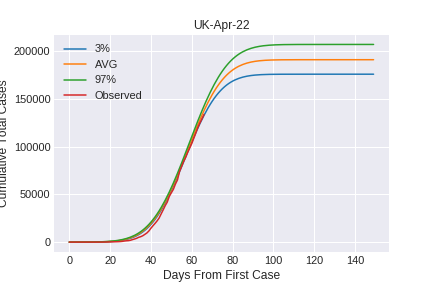 UK-Apr-22
3%
AVG
97%
Observed
200000
150000
100000
50000
0
Cumulative Total Cases
0 20 40 60 80 100 120 140
Days From First Case